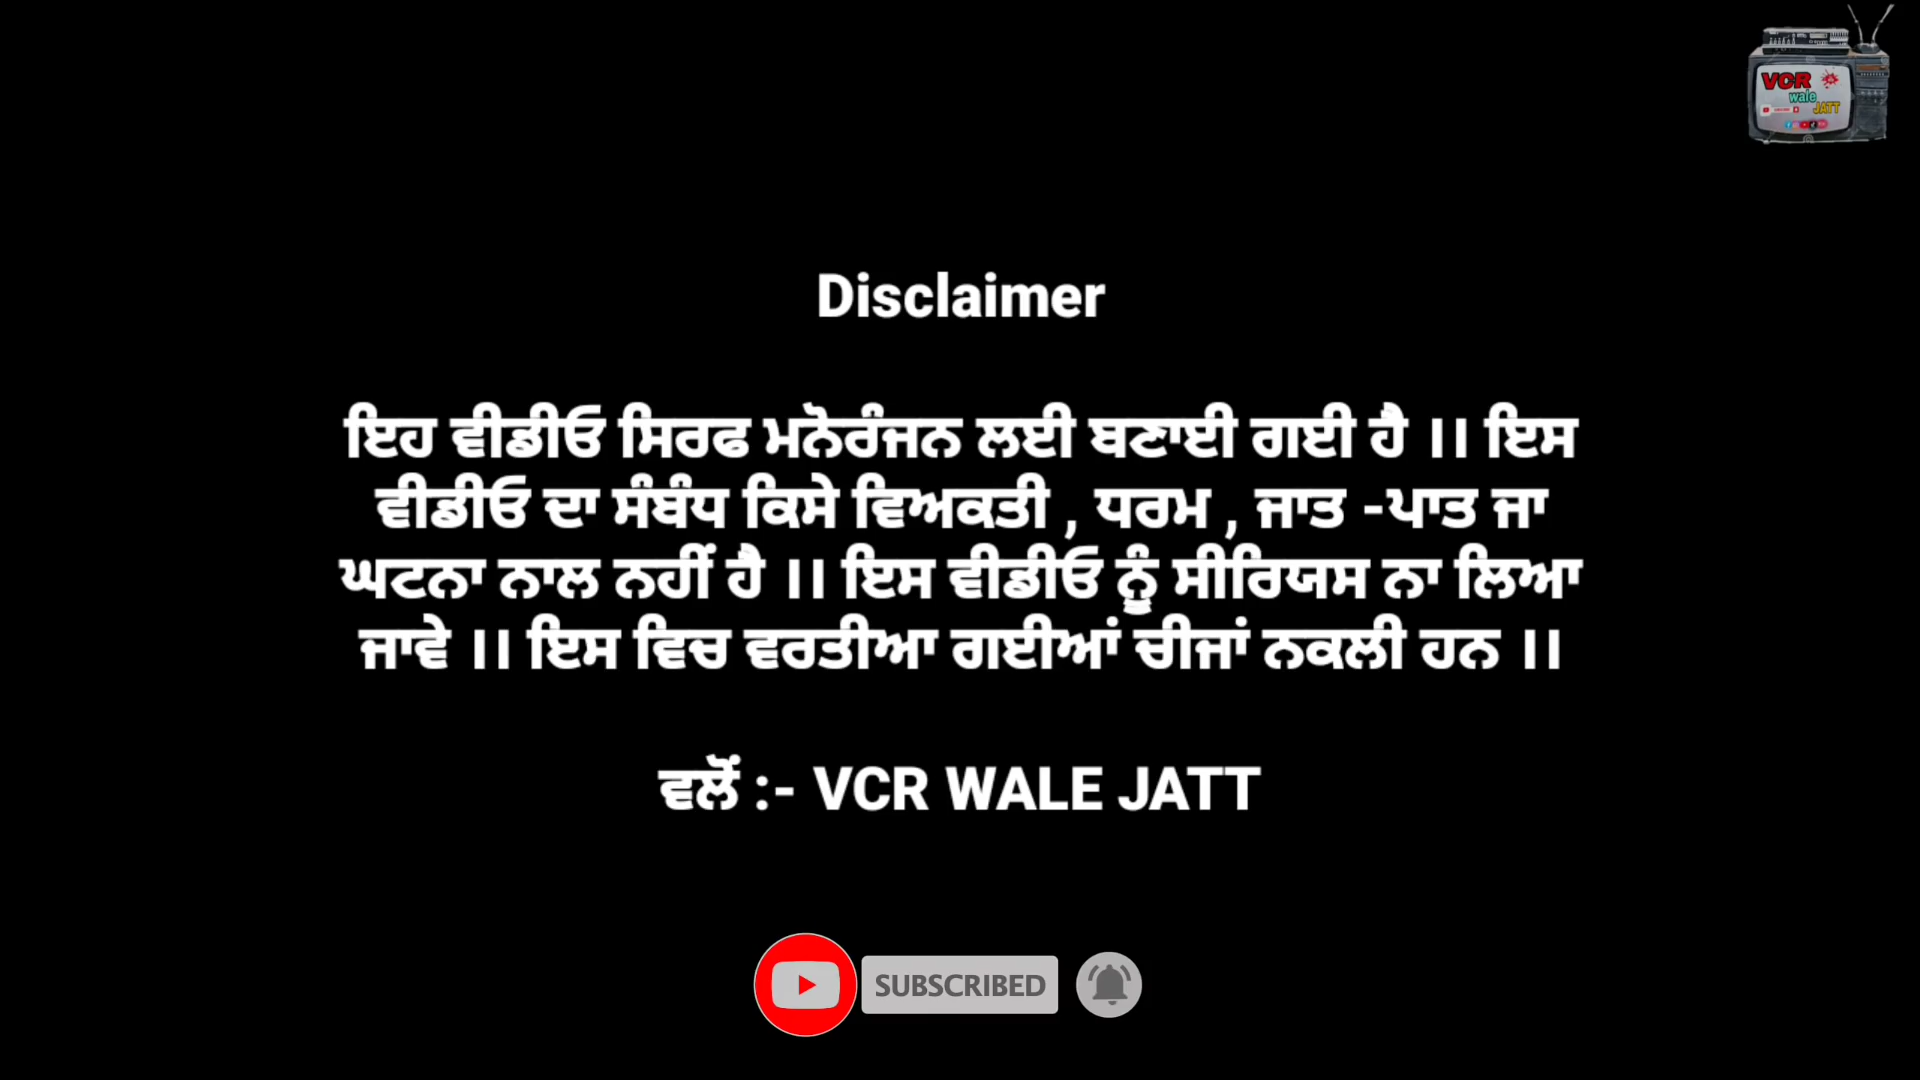 VCR
wale
JATT
Disclaimer
ਇਹ ਵੀਡੀਓ ਸਿਰਫ ਮਨੋਰੰਜਨ ਲਈ ਬਣਾਈ ਗਈ ਹੈ ।। ਇਸ
ਵੀਡੀਓ ਦਾ ਸੰਬੰਧ ਕਿਸੇ ਵਿਅਕਤੀ , ਧਰਮ , ਜਾਤ -ਪਾਤ ਜਾ
ਘਟਨਾ ਨਾਲ ਨਹੀਂ ਹੈ ।। ਇਸ ਵੀਡੀਓ ਨੂੰ ਸੀਰਿਯਸ ਨਾ ਲਿਆ
ਜਾਵੇ ।। ਇਸ ਵਿਚ ਵਰਤੀਆ ਗਈਆਂ ਚੀਜਾਂ ਨਕਲੀ ਹਨ ।।
ਵਲੋਂ :- VCR WALE JATT
SUBSCRIBED